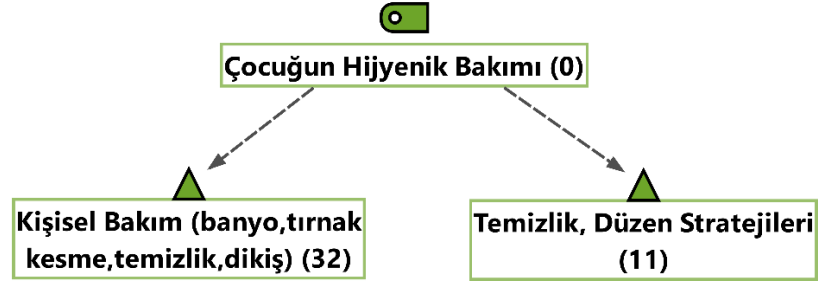 Çocuğun Hijyenik Bakımı (0)
Kişisel Bakım (banyo,tırnak
kesme,temizlik,dikiş) (32)
Temizlik, Düzen Stratejileri
(11)